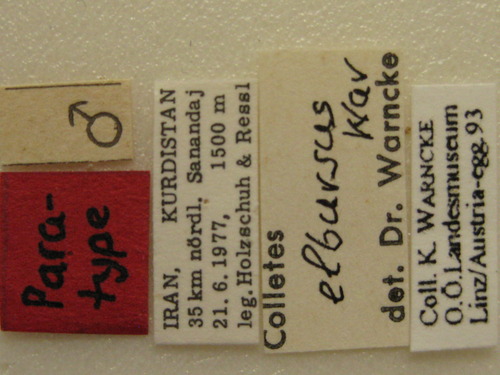 ♂
Para-
type
IRAN, KURDISTAN
35 km nördl. Sanandaj
21.6.1977, 1500 m
leg.Holzschuh & Ressl
Colletes
elbursus
War
det. Dr. Warncke
Coll. K. WARNCKE
O.Ö.Landesmuseum
Linz/Austria-egg.93